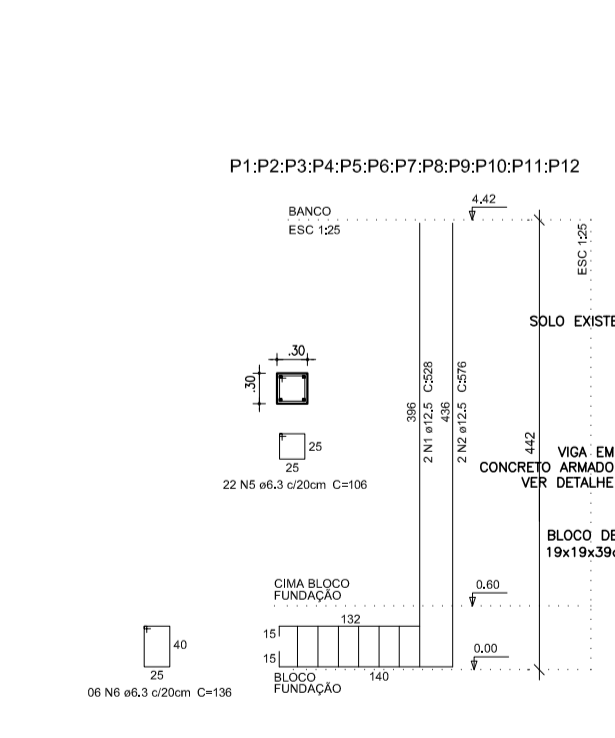 P1:P2:P3:P4:P5:P6:P7:P8:P9:P10:P11:P12
BANCO
4.42
ESC 1:25
ESC 1:25
SOLO
.30
.30
396
2 N1 ø12.5 C:528
436
2 N2 ø12.5 C:576
442
25
25
22 N5 ø6.3 c/20cm C=106
VIGA EM
CONCRETO ARMADO
VER DETALHE
BLOCO
19x19x39
CIMA BLOCO
FUNDAÇÃO
0.60
132
15
15
40
25
06 N6 ø6.3 c/20cm C=136
0.00
BLOCO
FUNDAÇÃO
140